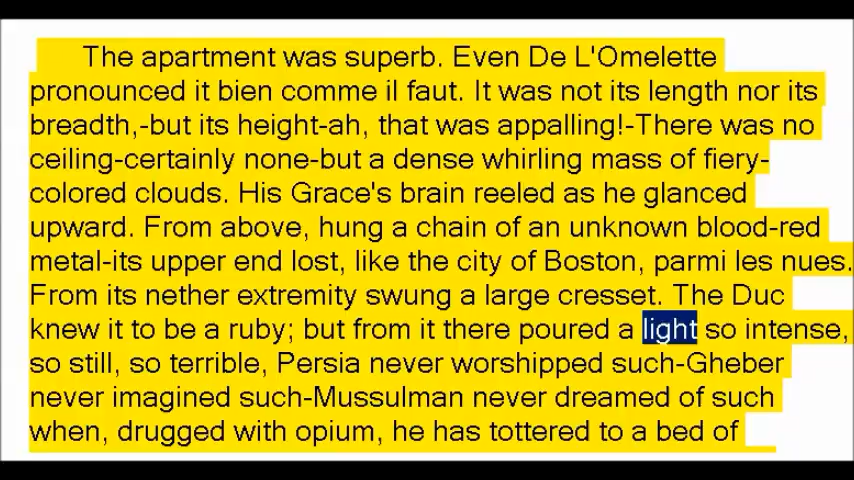 The apartment was superb. Even De L'Omelette
pronounced it bien comme il faut. It was not its length nor its
breadth,-but its height-ah, that was appalling!-There was no
ceiling-certainly none-but a dense whirling mass of fiery-
colored clouds. His Grace's brain reeled as he glanced
upward. From above, hung a chain of an unknown blood-red
metal-its upper end lost, like the city of Boston, parmi les nues.
From its nether extremity swung a large cresset. The Duc
knew it to be a ruby; but from it there poured a light so intense,
so still, so terrible, Persia never worshipped such-Gheber
never imagined such-Mussulman never dreamed of such
when, drugged with opium, he has tottered to a bed of